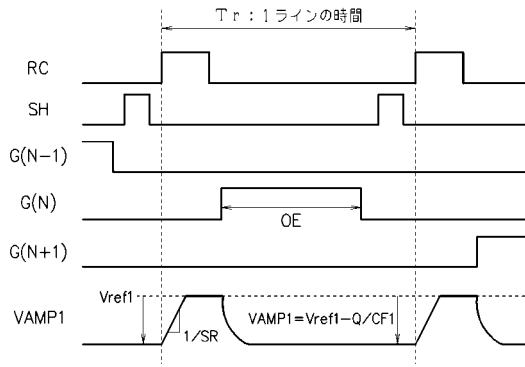 Tr:1ラインの時間
RC
SH
G(N−1)
G(N)
OE
G(N+1)
Vref1
VAMP1
1/SR
VAMP1=Vref1−Q/CF1